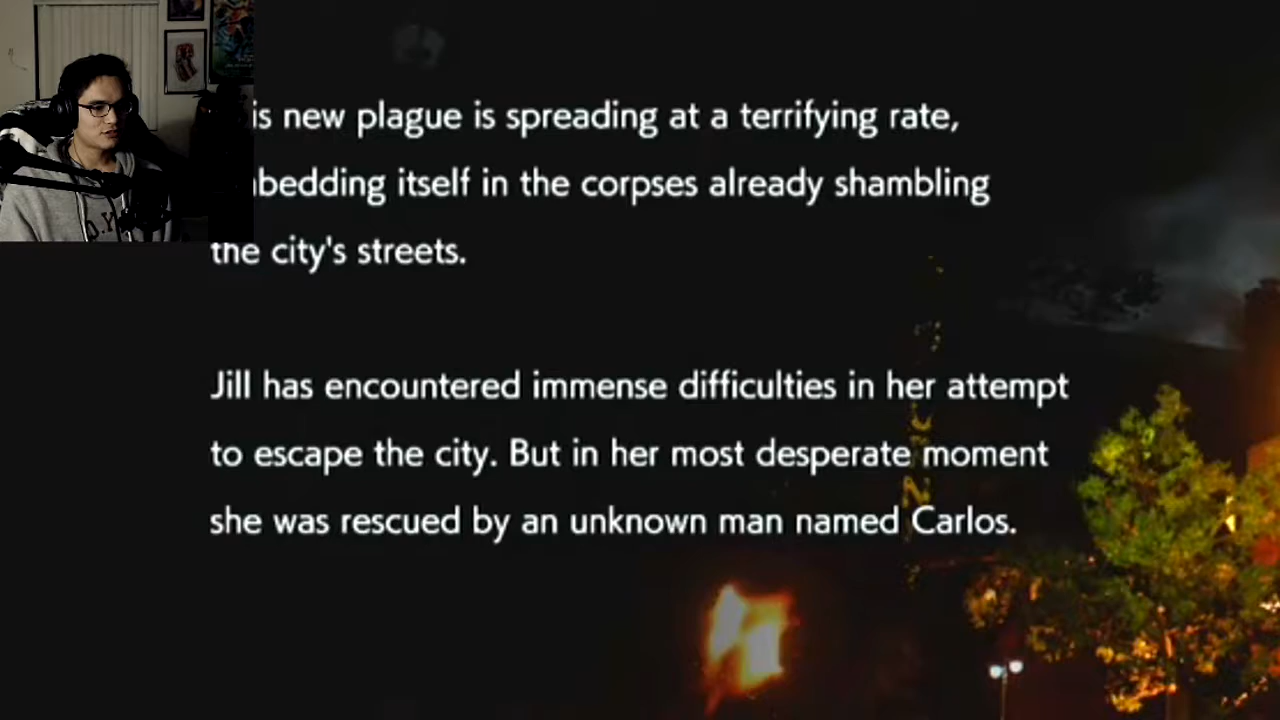 is new plague is spreading at a terrifying rate,
bedding itself in the corpses already shambling
the city's streets.
Jill has encountered immense difficulties in her attempt
to escape the city. But in her most desperate moment
she was rescued by an unknown man named Carlos.